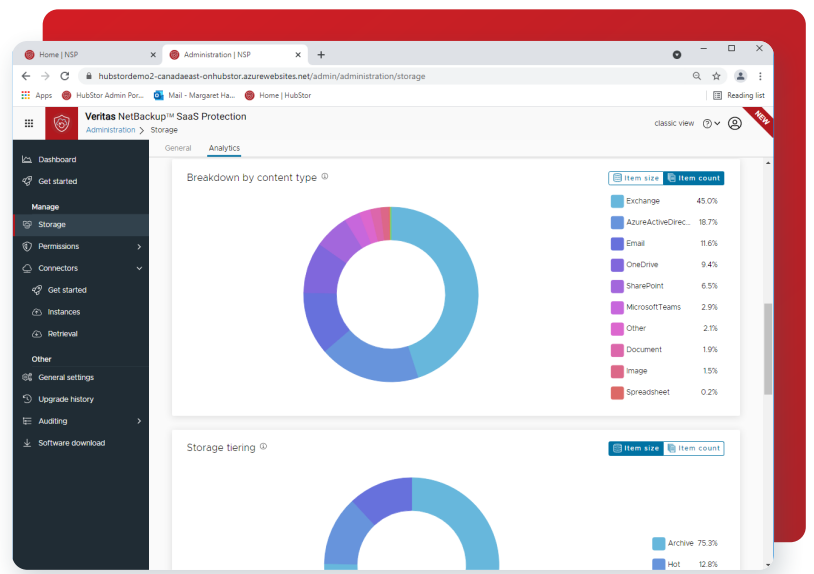 Home | NSP
Administration | NSP
hubstordemo2-canadaeast-onhubstor.azurewebsites.net/admin/administration/storage
Apps HubStor Admin Por... Mail - Margaret Ha... Home | HubStor Reading list
Veritas NetBackup™ SaaS Protection
Administration > Storage
classic view
NEW
General Analytics
Dashboard
Get started
Manage
Storage
Permissions
Connectors
Get started
Instances
Retrieval
Other
General settings
Upgrade history
Auditing
Software download
Breakdown by content type
Item size Item count
Exchange 45.0%
AzureActiveDirec... 18.7%
Email 11.6%
OneDrive 9.4%
SharePoint 6.5%
MicrosoftTeams 2.9%
Other 2.1%
Document 1.9%
Image 1.5%
Spreadsheet 0.2%
Storage tiering
Item size Item count
Archive 75.3%
Hot 12.8%